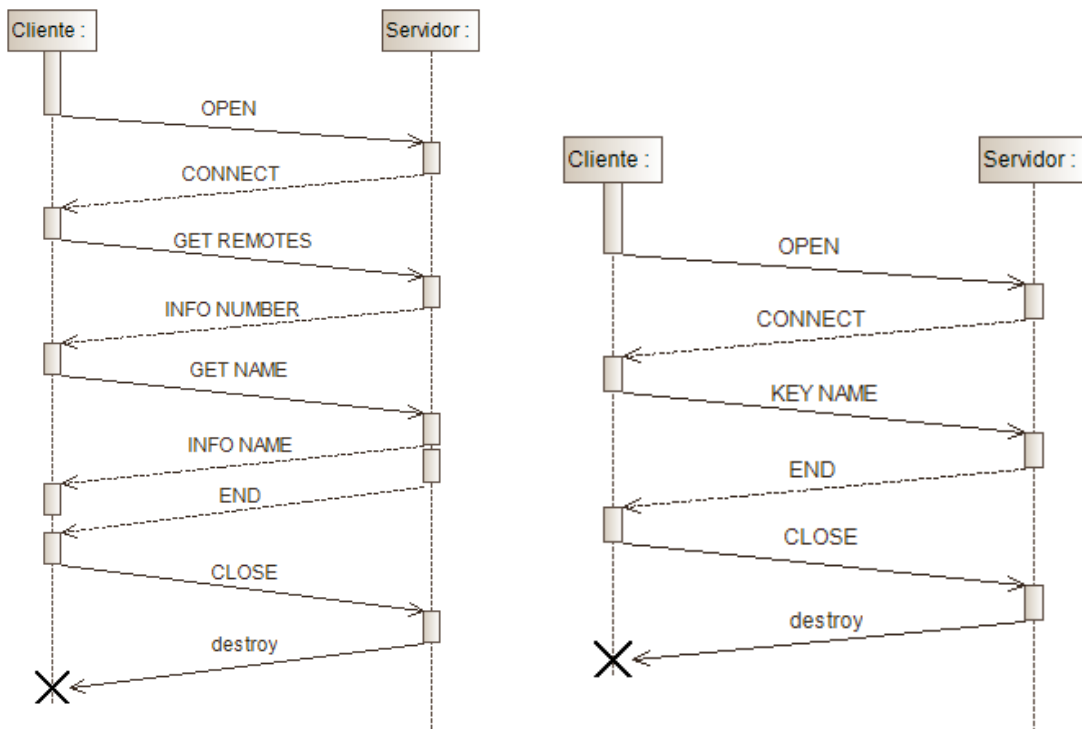 Cliente :
Servidor :
OPEN
CONNECT
GET REMOTES
INFO NUMBER
GET NAME
INFO NAME
END
CLOSE
destroy
Cliente :
Servidor :
OPEN
CONNECT
KEY NAME
END
CLOSE
destroy